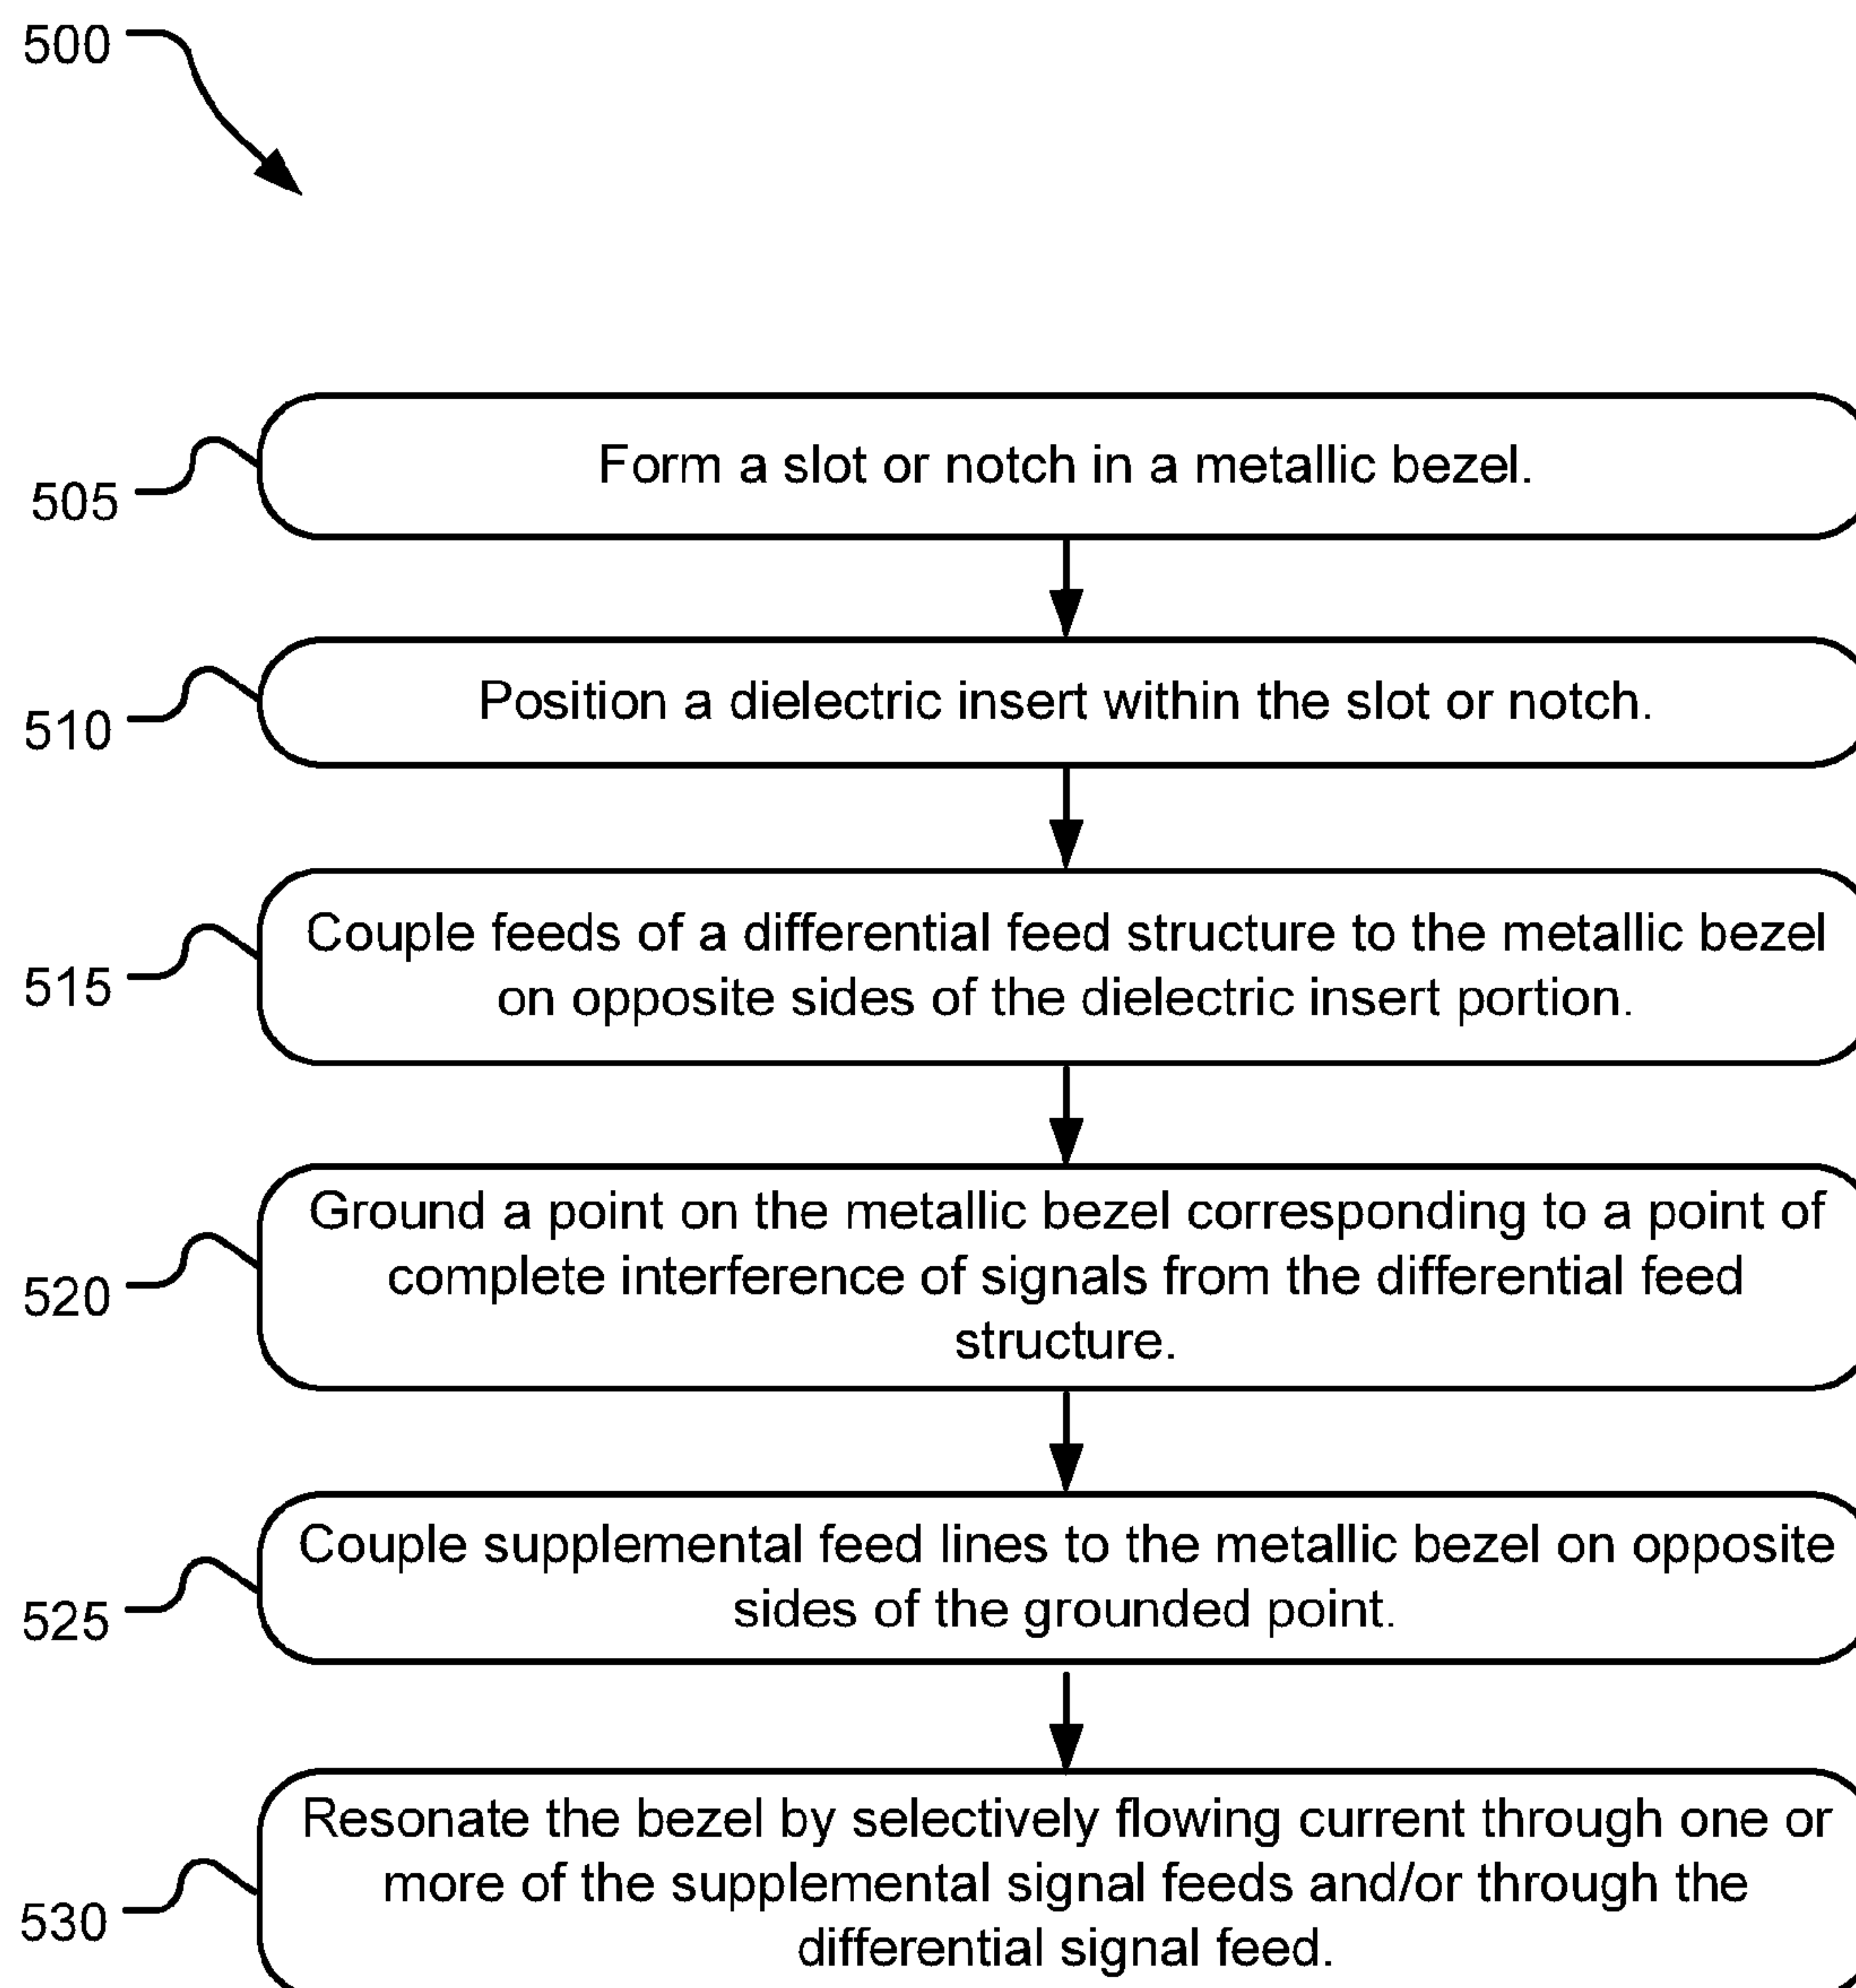 500
505
Form a slot or notch in a metallic bezel.
510
Position a dielectric insert within the slot or notch.
515
Couple feeds of a differential feed structure to the metallic bezel
on opposite sides of the dielectric insert portion.
520
Ground a point on the metallic bezel corresponding to a point of
complete interference of signals from the differential feed
structure.
525
Couple supplemental feed lines to the metallic bezel on opposite
sides of the grounded point.
530
Resonate the bezel by selectively flowing current through one or
more of the supplemental signal feeds and/or through the
differential signal feed.